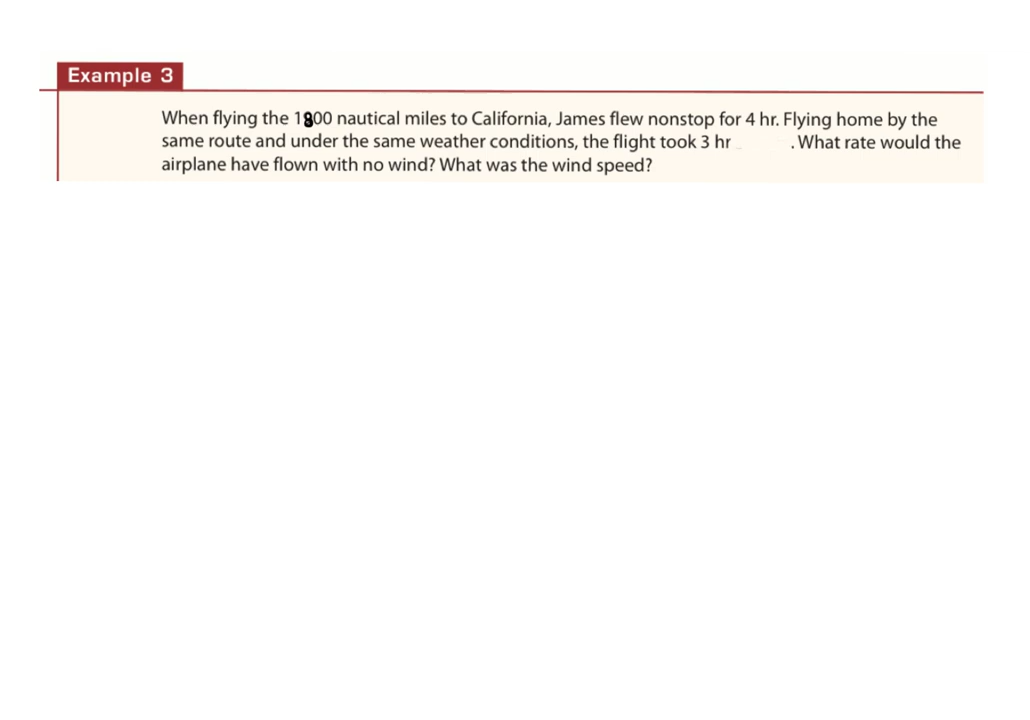 Example 3
When flying the 1800 nautical miles to California, James flew nonstop for 4 hr. Flying home by the
same route and under the same weather conditions, the flight took 3 hr . What rate would the
airplane have flown with no wind? What was the wind speed?